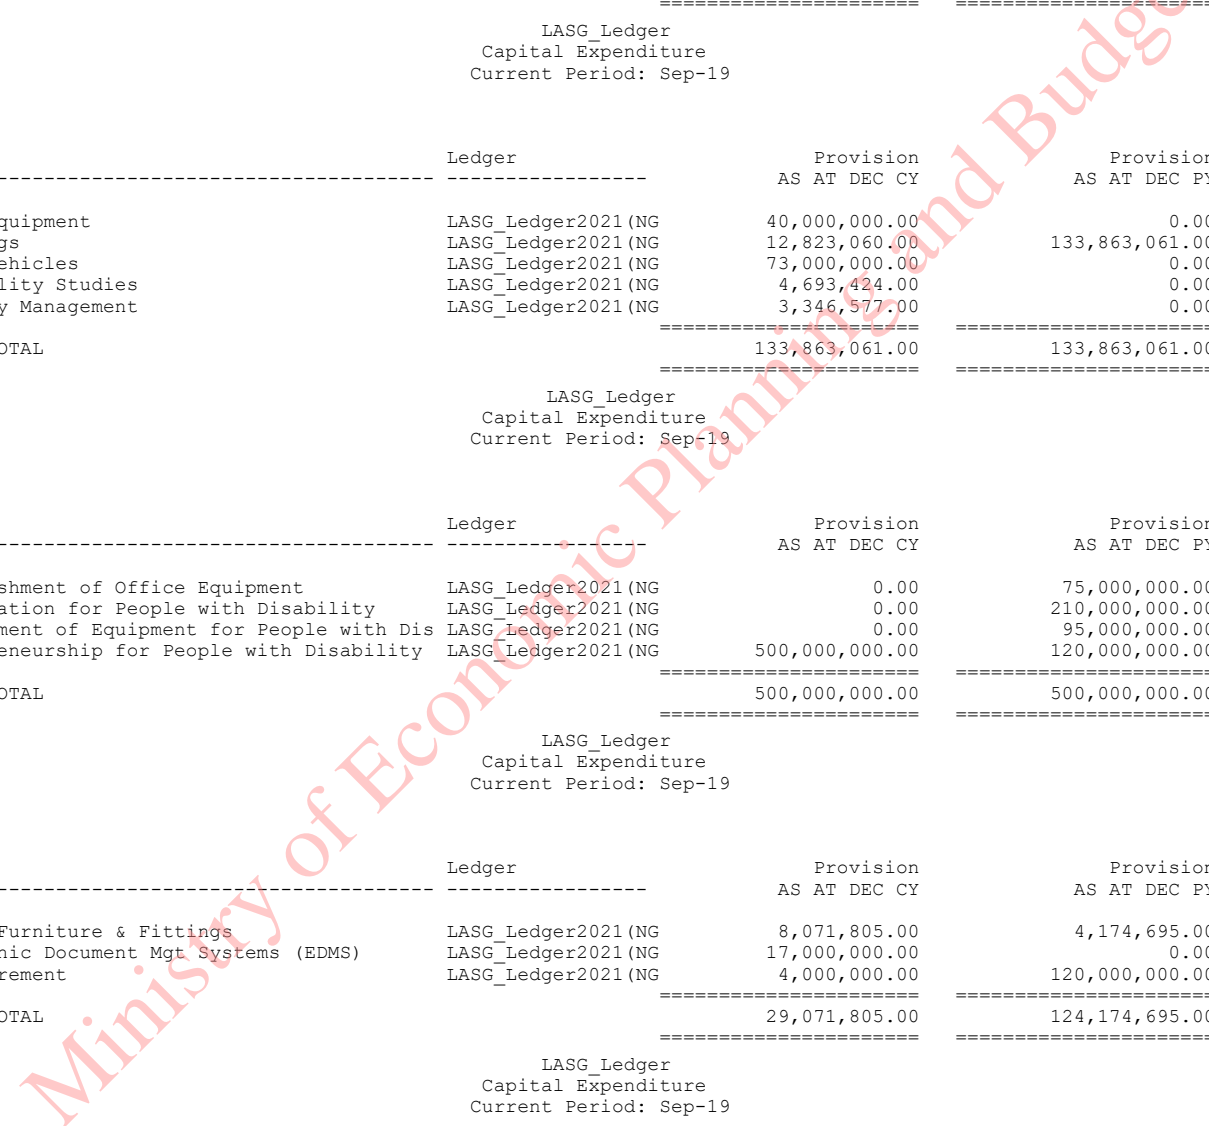 ====================== ======================
LASG_Ledger
Capital Expenditure
Current Period: Sep-19
Ledger Provision Provision
------------------------------------- ----------------- AS AT DEC CY AS AT DEC PY
quipment LASG_Ledger2021(NG 40,000,000.00 0.00
gs LASG_Ledger2021(NG 12,823,060.00 133,863,061.00
ehicles LASG_Ledger2021(NG 73,000,000.00 0.00
lity Studies LASG_Ledger2021(NG 4,693,424.00 0.00
y Management LASG_Ledger2021(NG 3,346,577.00 0.00
====================== ======================
OTAL 133,863,061.00 133,863,061.00
====================== ======================
LASG_Ledger
Capital Expenditure
Current Period: Sep-19
Ledger Provision Provision
------------------------------------- ----------------- AS AT DEC CY AS AT DEC PY
shment of Office Equipment LASG_Ledger2021(NG 0.00 75,000,000.00
ation for People with Disability LASG_Ledger2021(NG 0.00 210,000,000.00
ment of Equipment for People with Dis LASG_Ledger2021(NG 0.00 95,000,000.00
eneurship for People with Disability LASG_Ledger2021(NG 500,000,000.00 120,000,000.00
====================== ======================
OTAL 500,000,000.00 500,000,000.00
====================== ======================
LASG_Ledger
Capital Expenditure
Current Period: Sep-19
Ledger Provision Provision
------------------------------------- ----------------- AS AT DEC CY AS AT DEC PY
Furniture & Fittings LASG_Ledger2021(NG 8,071,805.00 4,174,695.00
nic Document Mgt Systems (EDMS) LASG_Ledger2021(NG 17,000,000.00 0.00
rement LASG_Ledger2021(NG 4,000,000.00 120,000,000.00
====================== ======================
OTAL 29,071,805.00 124,174,695.00
====================== ======================
LASG_Ledger
Capital Expenditure
Current Period: Sep-19
Ministry of Economic Planning and Budge